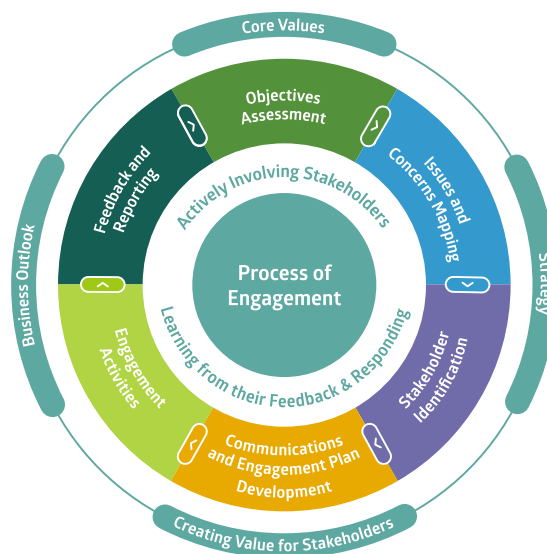 Core Values
Objectives
Assessment
Issues and
Concerns Mapping
Strategy
Stakeholder
Identification
Communications
and Engagement Plan
Development
Creating Value for Stakeholders
Engagement
Activities
Business Outlook
Feedback and
Reporting
Actively Involving Stakeholders
Process of
Engagement
Learning from their Feedback & Responding